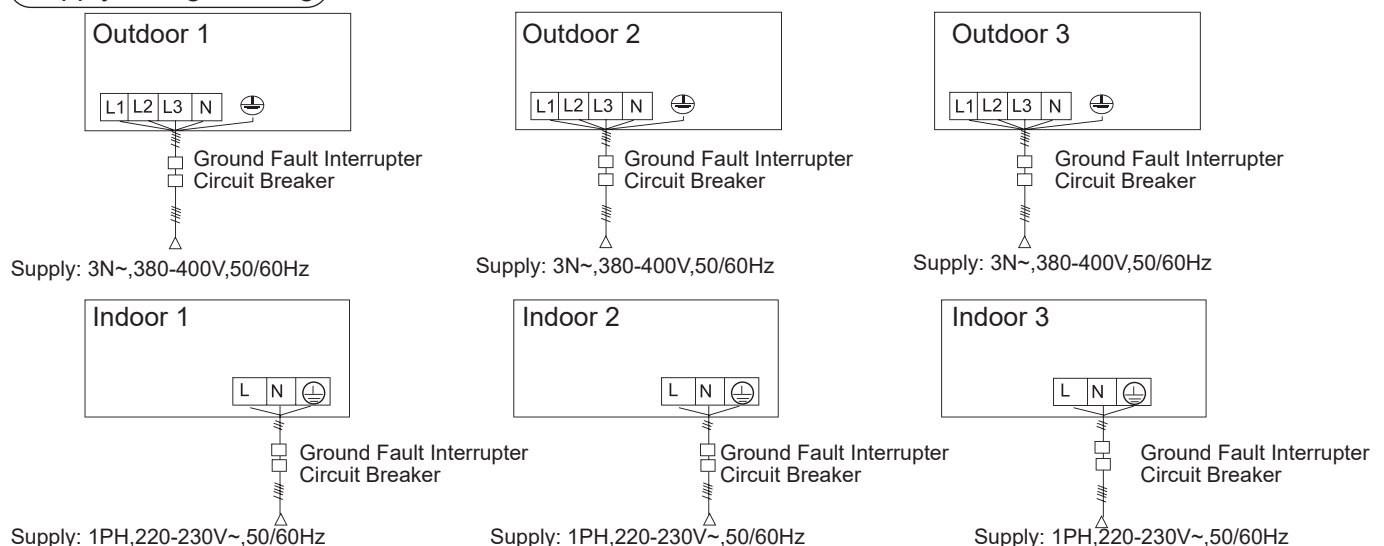 Outdoor 1
L1 L2 L3 N
Ground Fault Interrupter
Circuit Breaker
Supply: 3N~,380-400V,50/60Hz
Outdoor 2
L1 L2 L3 N
Ground Fault Interrupter
Circuit Breaker
Supply: 3N~,380-400V,50/60Hz
Outdoor 3
L1 L2 L3 N
Ground Fault Interrupter
Circuit Breaker
Supply: 3N~,380-400V,50/60Hz
Indoor 1
L N
Ground Fault Interrupter
Circuit Breaker
Supply: 1PH,220-230V~,50/60Hz
Indoor 2
L N
Ground Fault Interrupter
Circuit Breaker
Supply: 1PH,220-230V~,50/60Hz
Indoor 3
L N
Ground Fault Interrupter
Circuit Breaker
Supply: 1PH,220-230V~,50/60Hz